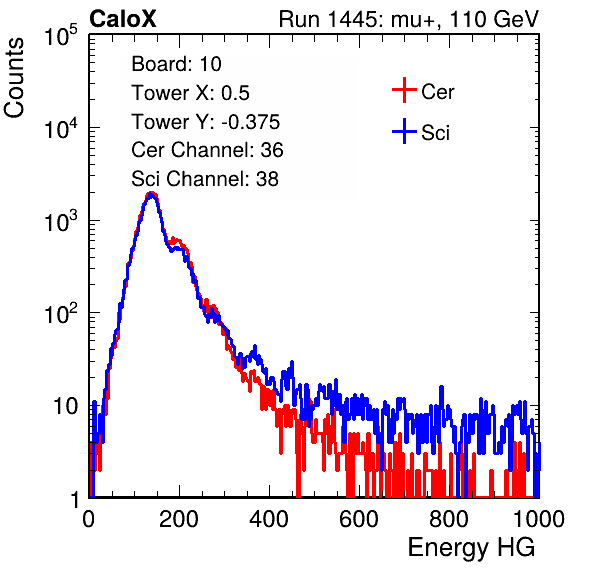 CaloX Run 1445: mu+, 110 GeV
Counts
Board: 10
Tower X: 0.5
Tower Y: -0.375
Cer Channel: 36
Sci Channel: 38
Cer
Sci
10^5
10^4
10^3
10^2
10
1
0 200 400 600 800 1000
Energy HG